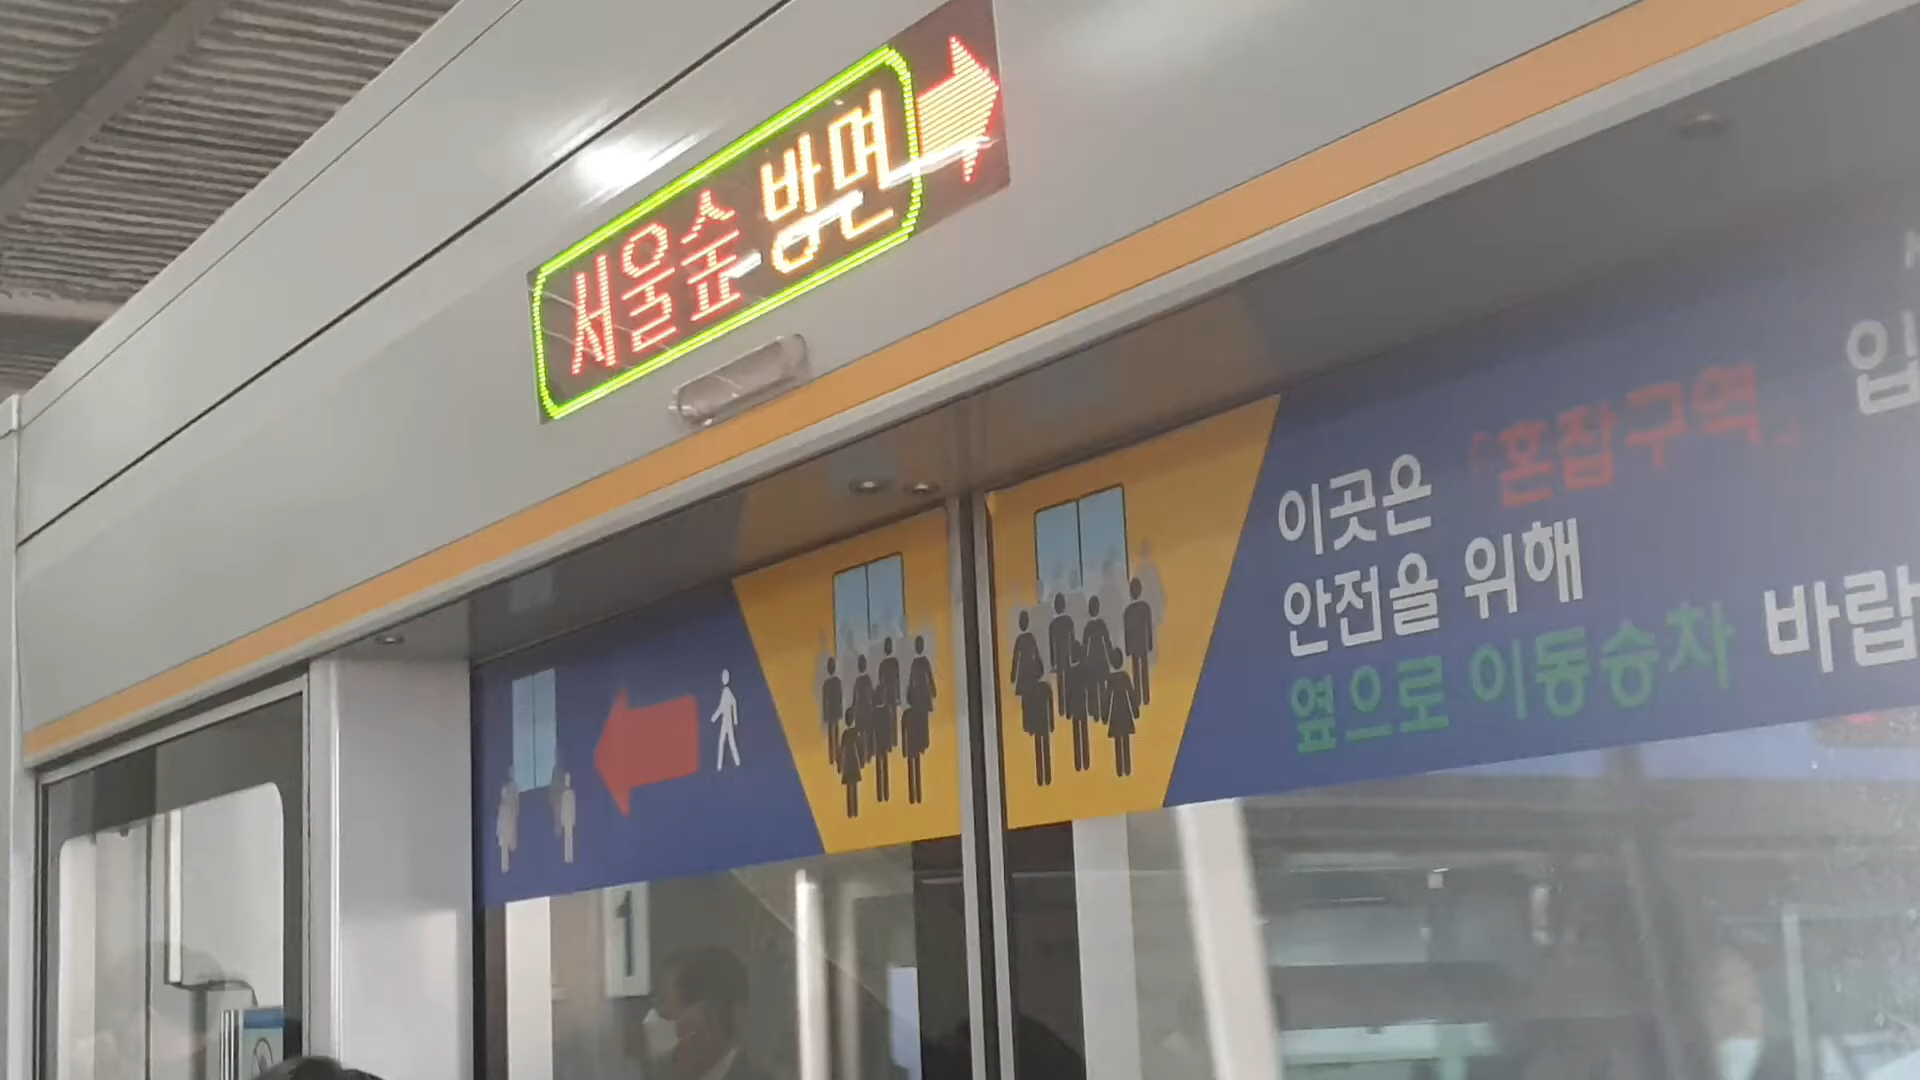 서울숲 방면
이곳은 「혼잡구역」 입
안전을 위해
옆으로 이동승차 바랍
1